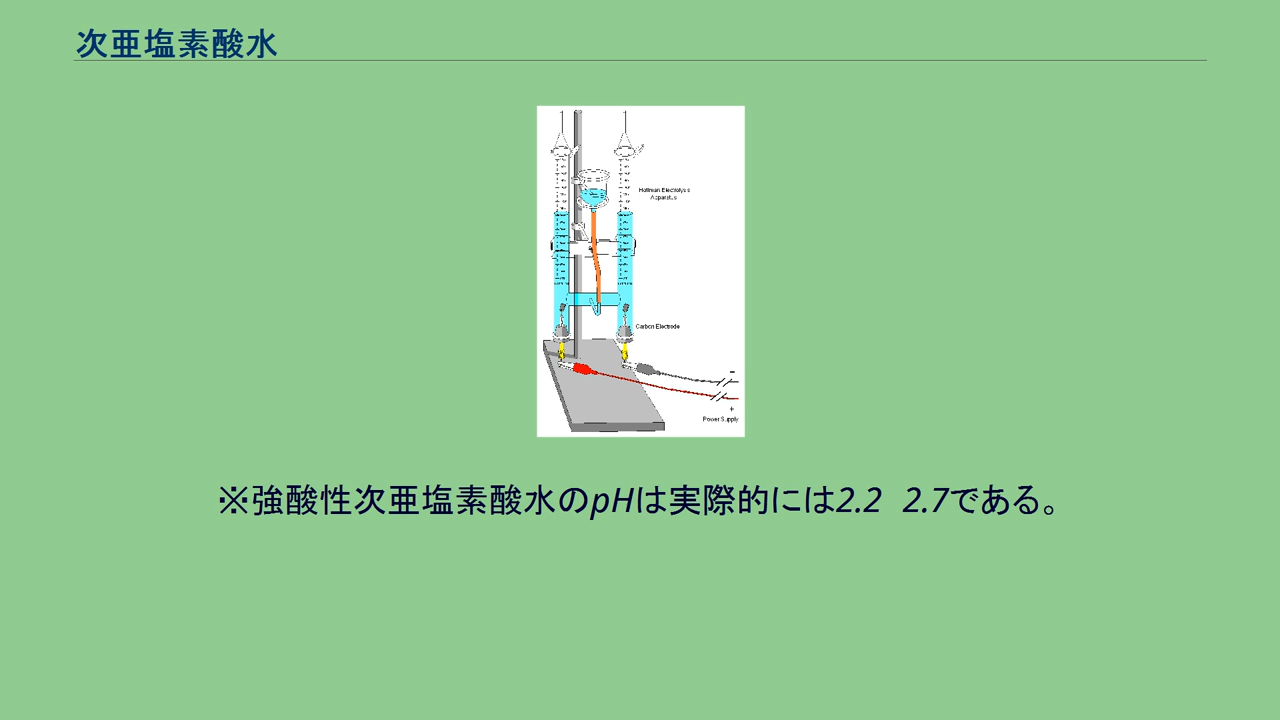 次亜塩素酸水
Hoffman Electrolysis
Apparatus
Carbon Electrode
−
+
Power Supply
※強酸性次亜塩素酸水のpHは実際的には2.2 2.7である。